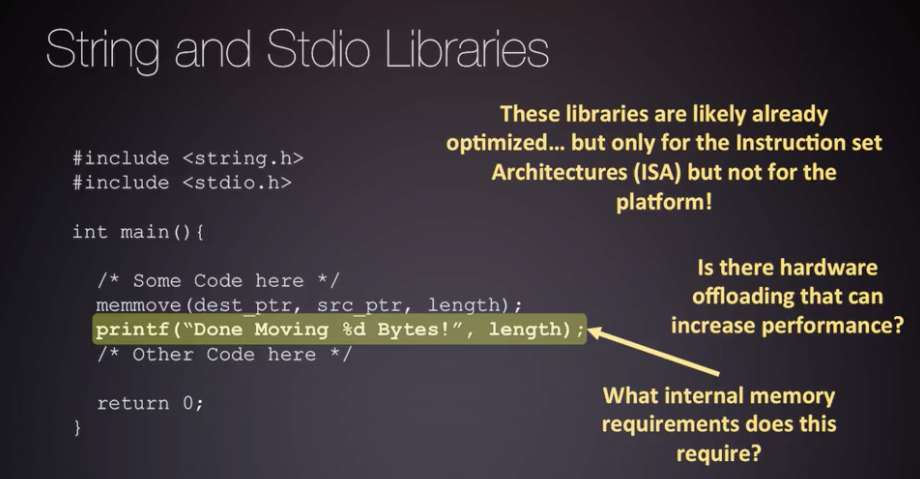 String and Stdio Libraries
These libraries are likely already
optimized... but only for the Instruction set
Architectures (ISA) but not for the
platform!
#include <string.h>
#include <stdio.h>
int main(){
/* Some Code here */
memmove(dest_ptr, src_ptr, length);
printf(“Done Moving %d Bytes!”, length);
/* Other Code here */
return 0;
}
Is there hardware
offloading that can
increase performance?
What internal memory
requirements does this
require?